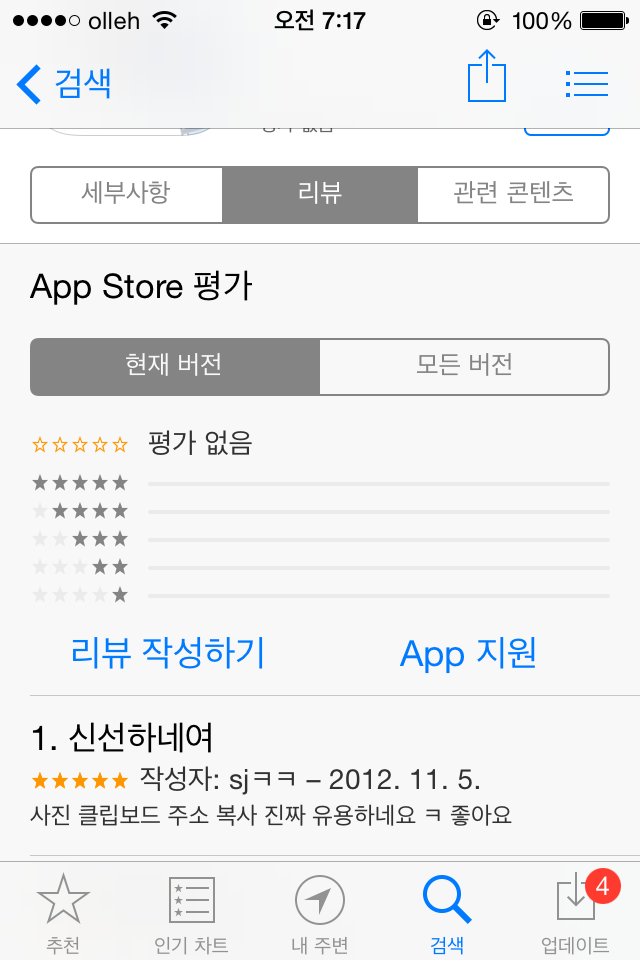 olleh 오전 7:17 100%
검색
평가 없음
세부사항 리뷰 관련 콘텐츠
App Store 평가
현재 버전 모든 버전
평가 없음
리뷰 작성하기 App 지원
1. 신선하네여
작성자: sjㅋㅋ – 2012. 11. 5.
사진 클립보드 주소 복사 진짜 유용하네요 ㅋ 좋아요
4
추천 인기 차트 내 주변 검색 업데이트